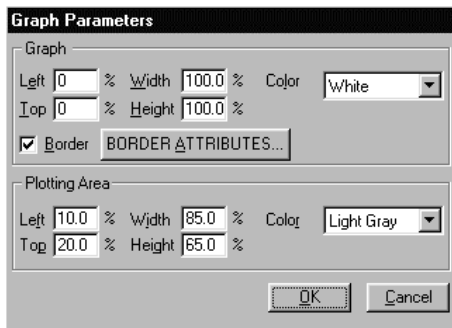 Graph Parameters
Graph
Left 0 % Width 100.0 % Color White
Top 0 % Height 100.0 %
Border BORDER ATTRIBUTES...
Plotting Area
Left 10.0 % Width 85.0 % Color Light Gray
Top 20.0 % Height 65.0 %
OK Cancel